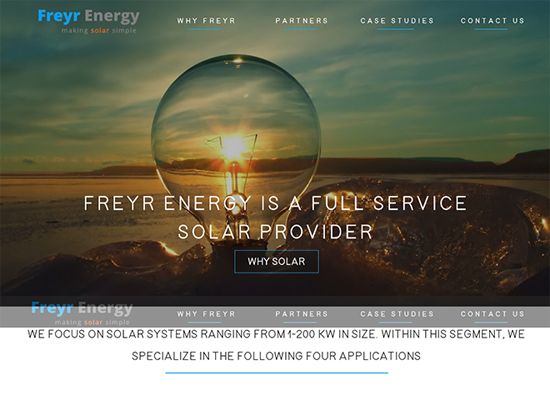 Freyr Energy
making solar simple
WHY FREYR PARTNERS CASE STUDIES CONTACT US
FREYR ENERGY IS A FULL SERVICE
SOLAR PROVIDER
WHY SOLAR
Freyr Energy
making solar simple
WHY FREYR PARTNERS CASE STUDIES CONTACT US
WE FOCUS ON SOLAR SYSTEMS RANGING FROM 1-200 KW IN SIZE. WITHIN THIS SEGMENT, WE
SPECIALIZE IN THE FOLLOWING FOUR APPLICATIONS